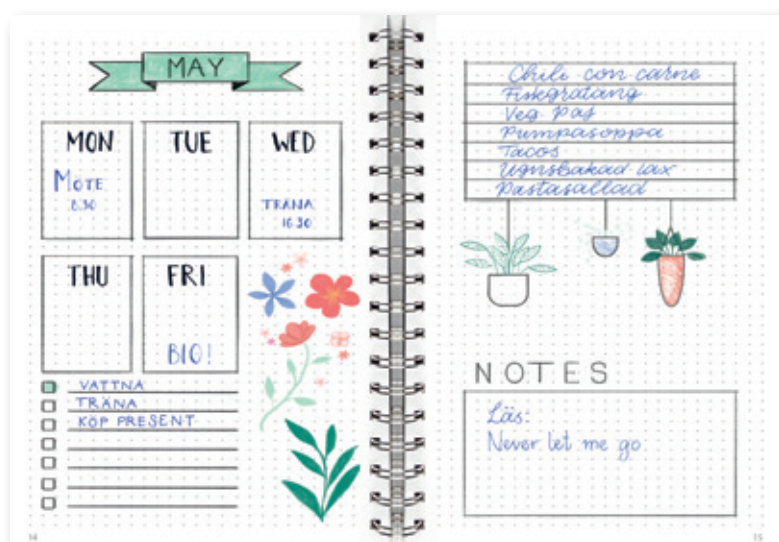 MAY
MON
TUE
WED
MOTE
8.30
TRÄNA
16.30
THU
FRI
BIO!
VATTNA
TRÄNA
KÖP PRESENT
14
Chili con carne
Fiskgratäng
Veg paj
Pumpasoppa
Tacos
Ugnsbakad lax
Pastasallad
NOTES
Läs:
Never let me go
15